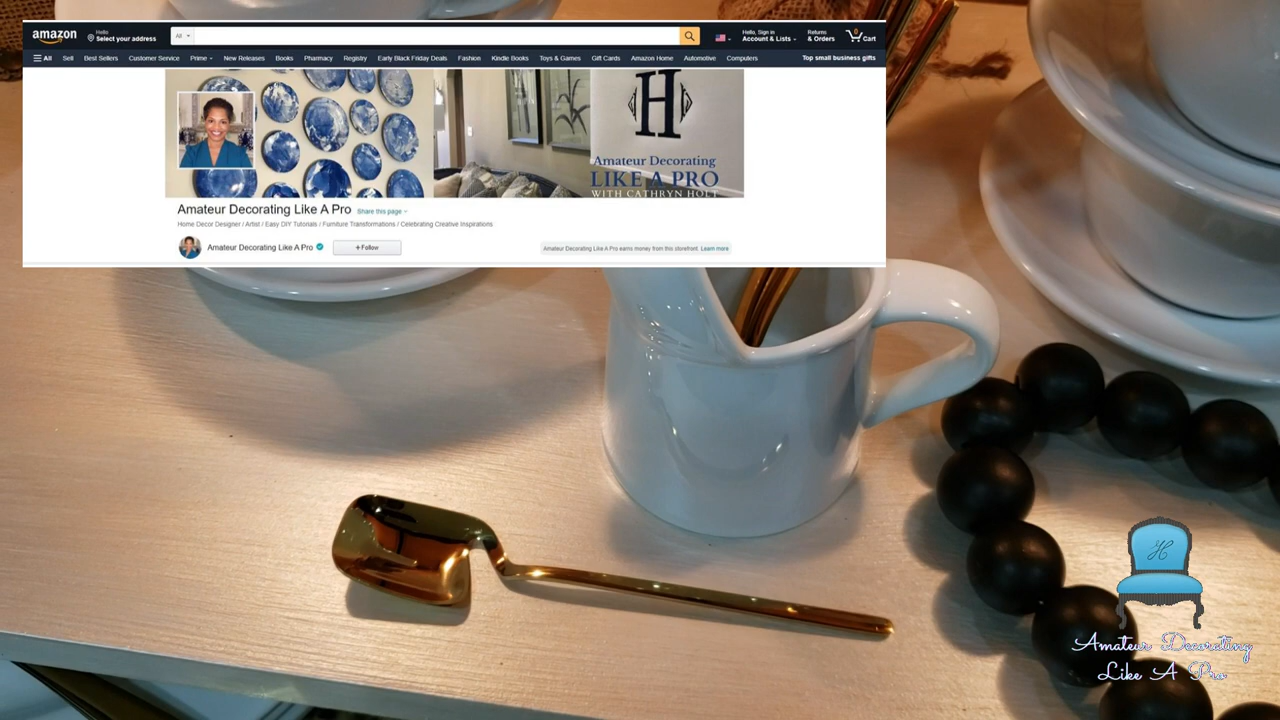 amazon
Hello
Select your address
All
Hello, Sign in
Account & Lists
Returns
& Orders
0
Cart
All Sell Best Sellers Customer Service Prime New Releases Books Pharmacy Registry Early Black Friday Deals Fashion Kindle Books Toys & Games Gift Cards Amazon Home Automotive Computers Top small business gifts
H
Amateur Decorating
LIKE A PRO
WITH CATHRYN HOLT
Amateur Decorating Like A Pro Share this page
Home Decor Designer / Artist / Easy DIY Tutorials / Furniture Transformations / Celebrating Creative Inspirations
Amateur Decorating Like A Pro + Follow Amateur Decorating Like A Pro earns money from this storefront. Learn more
H
Amateur Decorating
Like A Pro